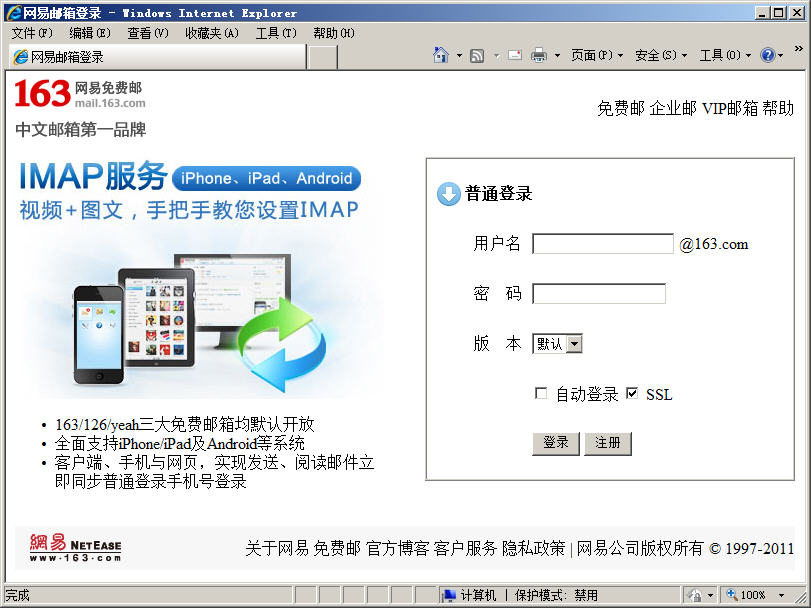 网易邮箱登录 - Windows Internet Explorer
文件(F) 编辑(E) 查看(V) 收藏夹(A) 工具(T) 帮助(H)
网易邮箱登录
页面(P) 安全(S) 工具(O)
163 网易免费邮
mail.163.com
中文邮箱第一品牌
免费邮 企业邮 VIP邮箱 帮助
IMAP服务 iPhone、iPad、Android
视频+图文，手把手教您设置IMAP
163/126/yeah三大免费邮箱均默认开放
全面支持iPhone/iPad及Android等系统
客户端、手机与网页，实现发送、阅读邮件立
即同步普通登录手机号登录
普通登录
用户名 @163.com
密 码
版 本 默认
自动登录 SSL
登录 注册
網易 NETEASE
www.163.com
关于网易 免费邮 官方博客 客户服务 隐私政策 | 网易公司版权所有 © 1997-2011
完成 计算机 | 保护模式: 禁用 100%